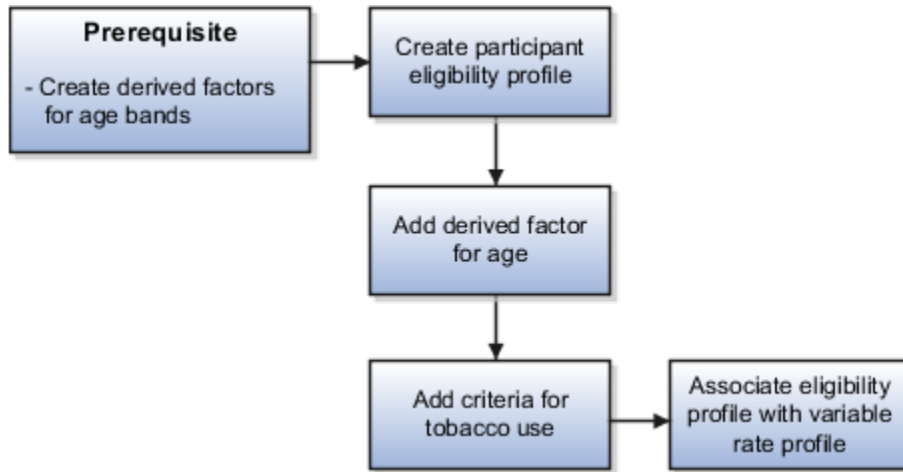 Prerequisite
- Create derived factors
for age bands
Create participant
eligibility profile
Add derived factor
for age
Add criteria for
tobacco use
Associate eligibility
profile with variable
rate profile